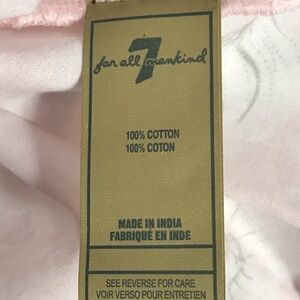 7
for all mankind
100% COTTON
100% COTON
MADE IN INDIA
FABRIQUÉ EN INDE
SEE REVERSE FOR CARE
VOIR VERSO POUR ENTRETIEN